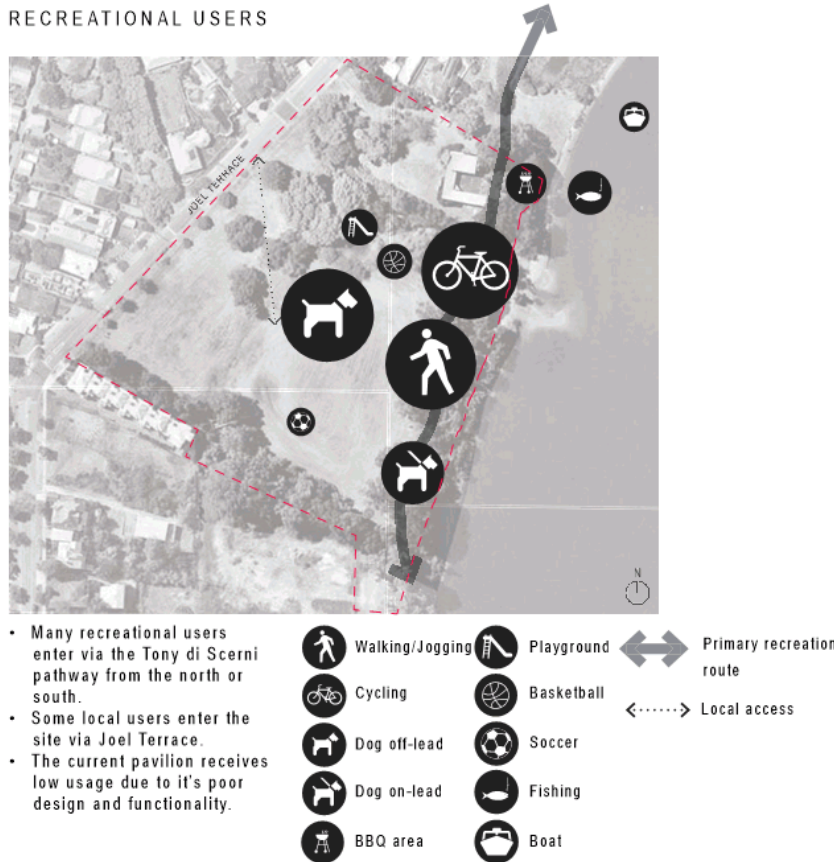 RECREATIONAL USERS
JOEL TERRACE
N
• Many recreational users
enter via the Tony di Scerni
pathway from the north or
south.
• Some local users enter the
site via Joel Terrace.
• The current pavilion receives
low usage due to it's poor
design and functionality.
Walking/Jogging
Cycling
Dog off-lead
Dog on-lead
BBQ area
Playground
Basketball
Soccer
Fishing
Boat
Primary recreation
route
Local access